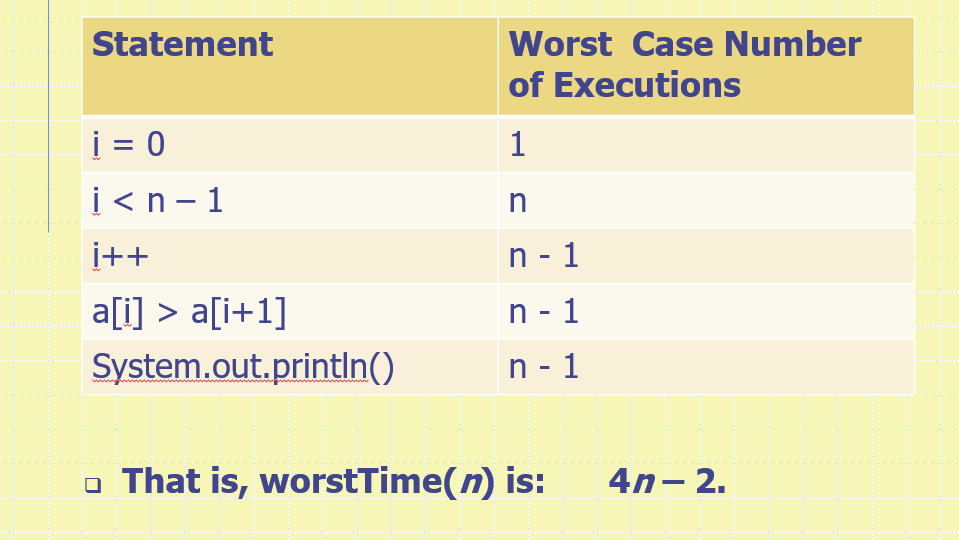 Statement
Worst Case Number
of Executions
i = 0
1
i < n – 1
n
i++
n - 1
a[i] > a[i+1]
n - 1
System.out.println()
n - 1
❑ That is, worstTime(n) is: 4n – 2.